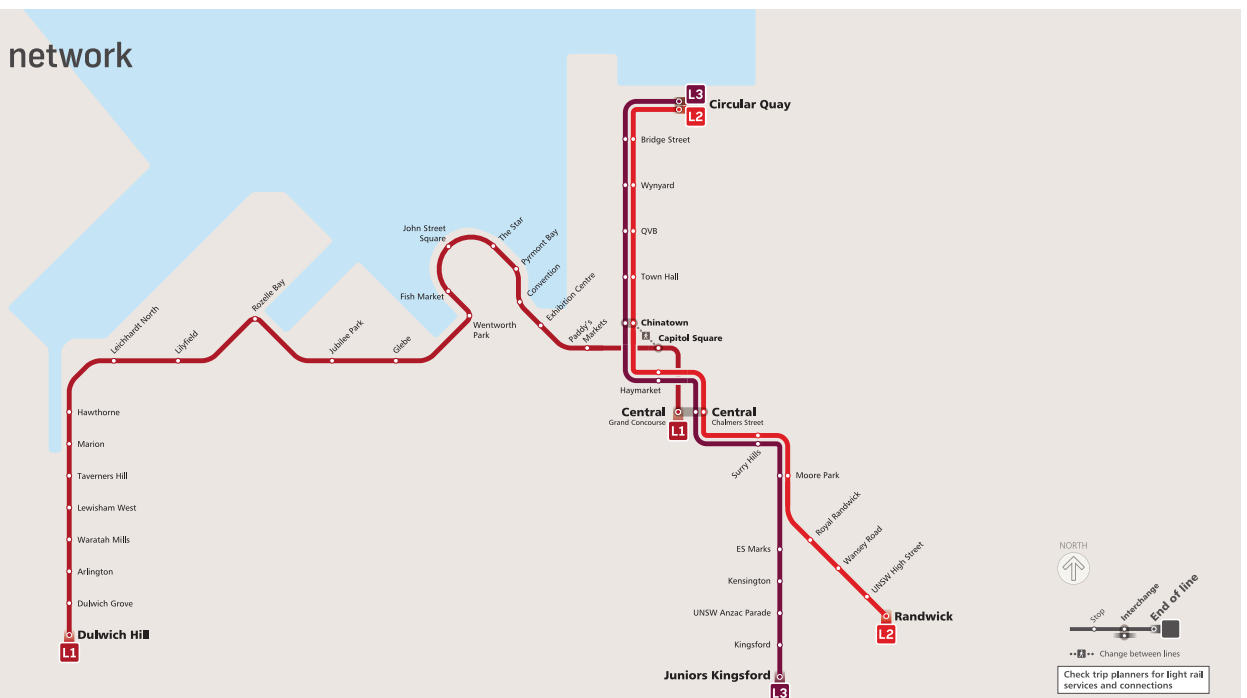 network
L3
L2
Circular Quay
Bridge Street
Wynyard
QVB
Town Hall
Chinatown
Capitol Square
Haymarket
Central
Grand Concourse
L1
Central
Chalmers Street
Surry Hills
Moore Park
Royal Randwick
Wansey Road
UNSW High Street
Randwick
L2
ES Marks
Kensington
UNSW Anzac Parade
Kingsford
Juniors Kingsford
L3
Paddy's
Markets
Exhibition Centre
Convention
Pyrmont Bay
The Star
John Street
Square
Fish Market
Wentworth
Park
Glebe
Jubilee Park
Rozelle Bay
Lilyfield
Leichhardt North
Hawthorne
Marion
Taverners Hill
Lewisham West
Waratah Mills
Arlington
Dulwich Grove
Dulwich Hill
L1
NORTH
Stop
Interchange
End of line
Change between lines
Check trip planners for light rail
services and connections